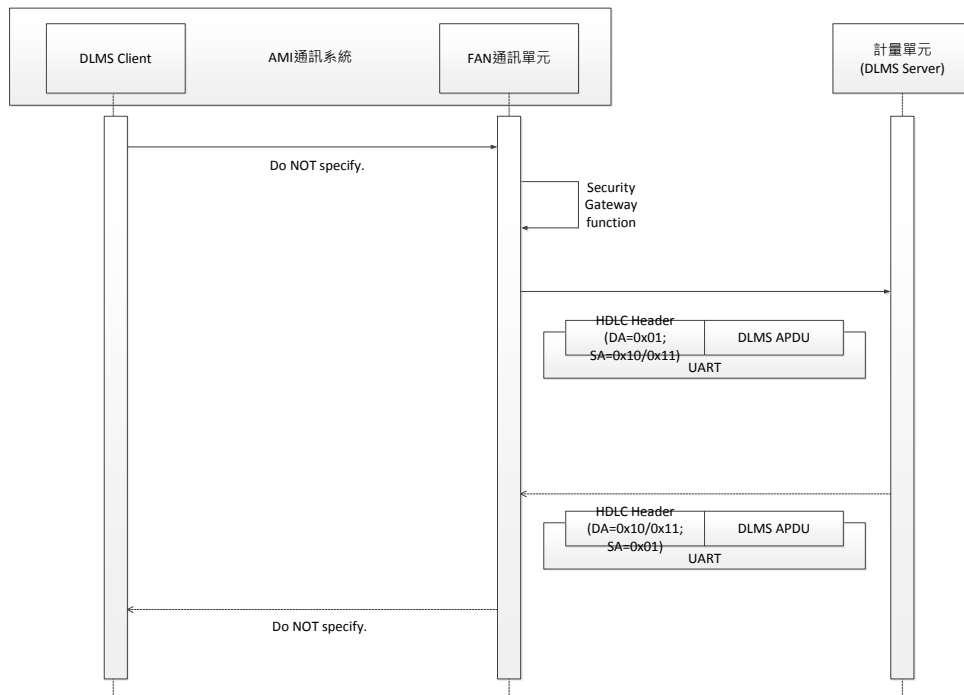 DLMS Client
AMI通訊系統
FAN通訊單元
計量單元
(DLMS Server)
Do NOT specify.
Security
Gateway
function
HDLC Header
(DA=0x01;
SA=0x10/0x11)
DLMS APDU
UART
HDLC Header
(DA=0x10/0x11;
SA=0x01)
DLMS APDU
UART
Do NOT specify.